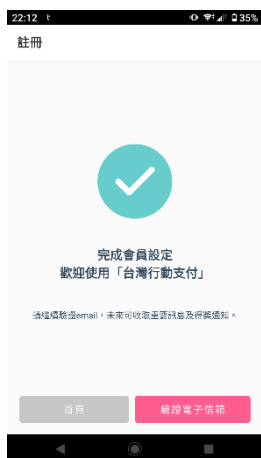 22:12 35%
註冊
完成會員設定
歡迎使用「台灣行動支付」
請繼續驗證email，未來可收取重要訊息及得獎通知。
首頁 驗證電子信箱